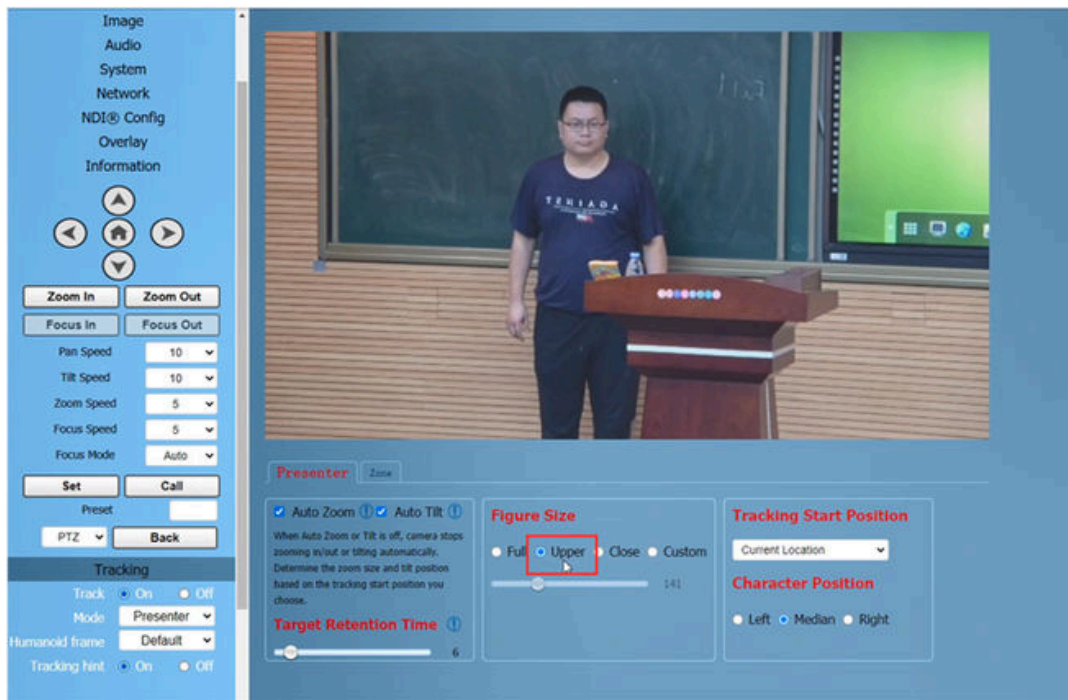 Image
Audio
System
Network
NDI® Config
Overlay
Information
Zoom In Zoom Out
Focus In Focus Out
Pan Speed 10
Tilt Speed 10
Zoom Speed 5
Focus Speed 5
Focus Mode Auto
Set Call
Preset
PTZ Back
Tracking
Track On Off
Mode Presenter
Humanoid frame Default
Tracking hint On Off
Presenter Zone
Auto Zoom Auto Tilt
When Auto Zoom or Tilt is off, camera stops
zooming in/out or tilting automatically.
Determine the zoom size and tilt position
based on the tracking start position you
choose.
Target Retention Time
6
Figure Size
Full Upper Close Custom
141
Tracking Start Position
Current Location
Character Position
Left Median Right